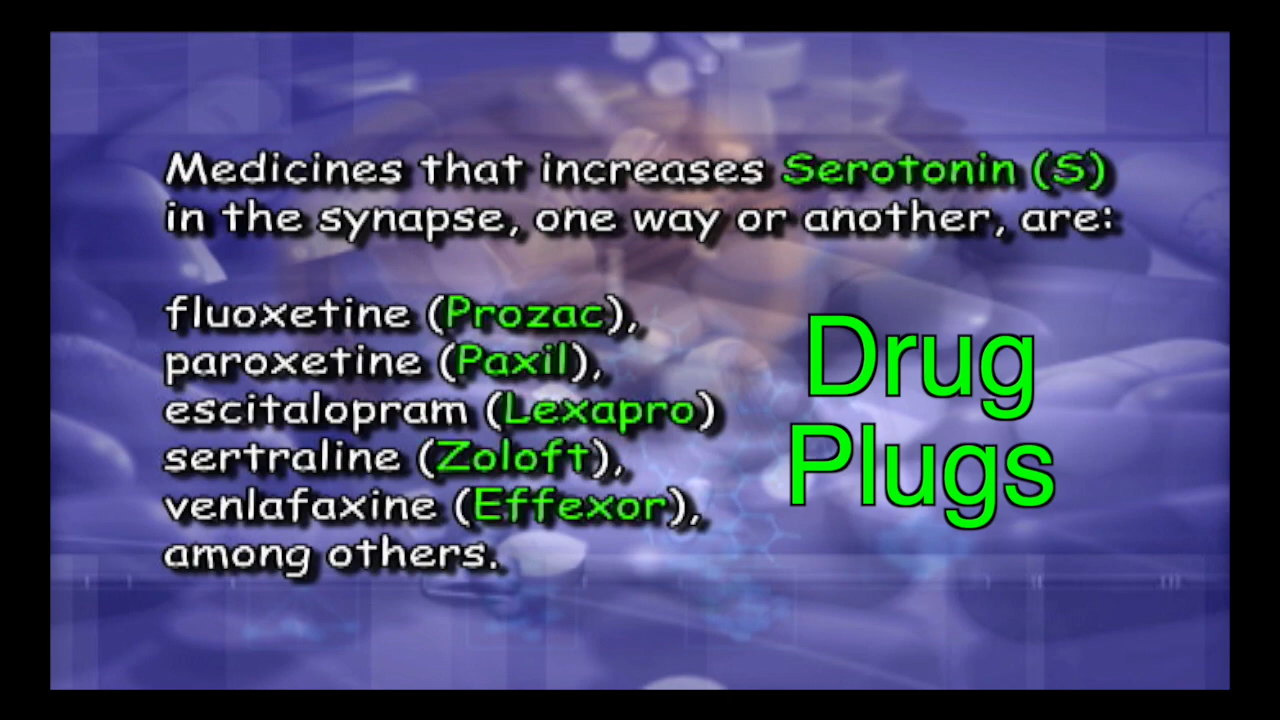 Medicines that increases Serotonin (S)
in the synapse, one way or another, are:
fluoxetine (Prozac),
paroxetine (Paxil),
escitalopram (Lexapro)
sertraline (Zoloft),
venlafaxine (Effexor),
among others.
Drug
Plugs